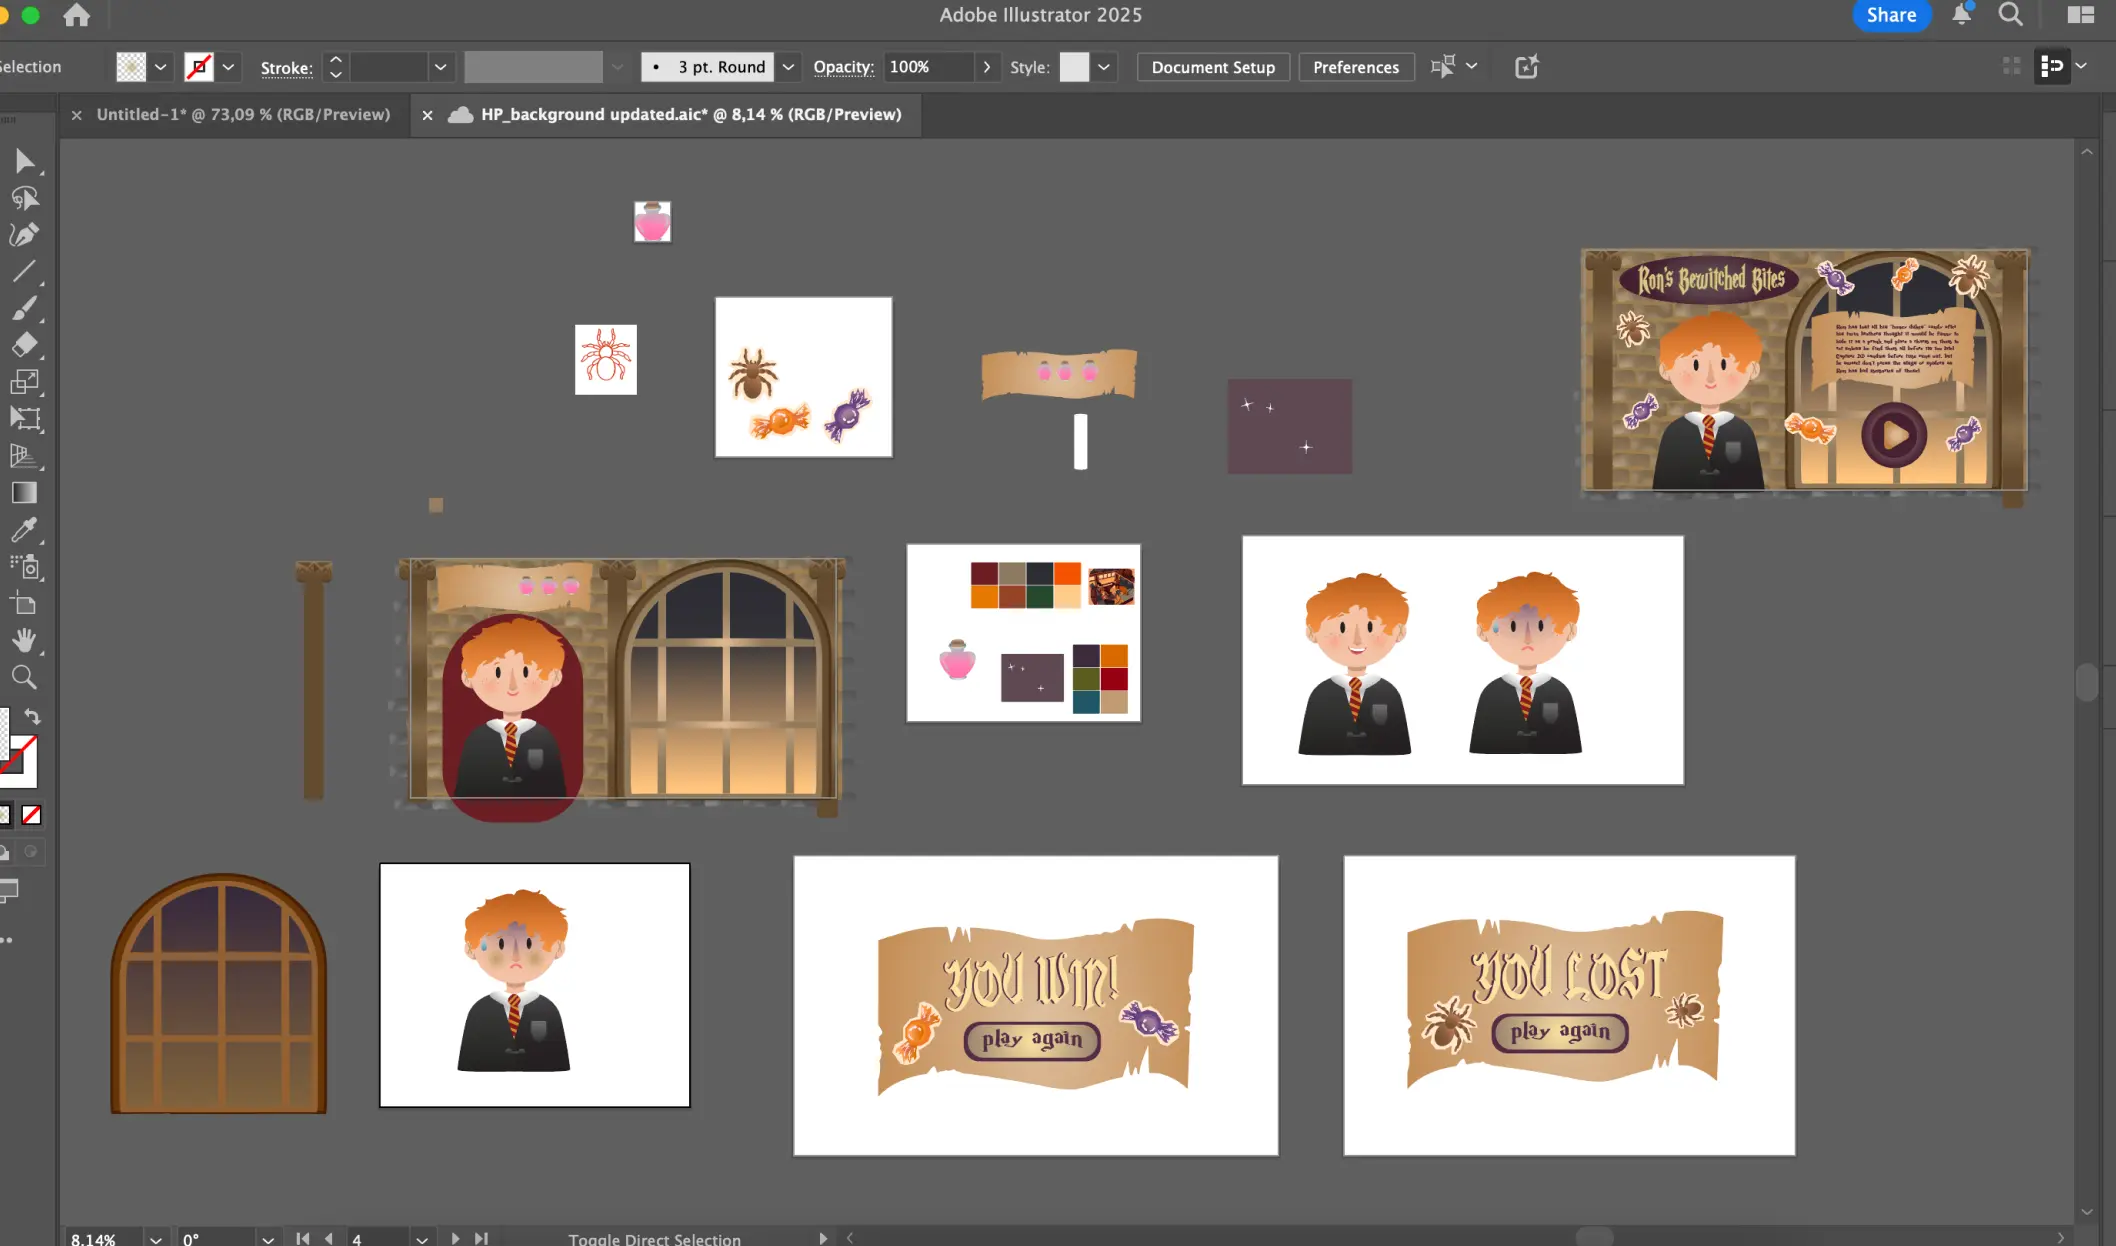 Adobe Illustrator 2025
Share
Selection
Stroke:
3 pt. Round
Opacity:
100%
Style:
Document Setup
Preferences
Untitled-1* @ 73,09 % (RGB/Preview)
HP_background updated.aic* @ 8,14 % (RGB/Preview)
Ron's Bewitched Bites
YOU WIN!
play again
YOU LOST
play again
8,14%
0°
4
Toggle Direct Selection